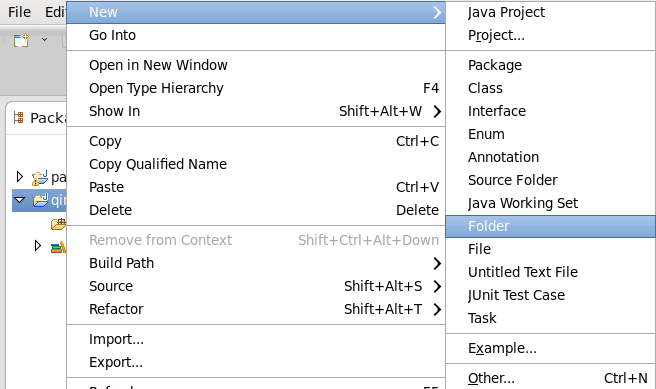 File Edi
New
Go Into
Open in New Window
Open Type Hierarchy F4
Show In Shift+Alt+W
Copy Ctrl+C
Copy Qualified Name
Paste Ctrl+V
Delete Delete
Remove from Context Shift+Ctrl+Alt+Down
Build Path
Source Shift+Alt+S
Refactor Shift+Alt+T
Import...
Export...
Java Project
Project...
Package
Class
Interface
Enum
Annotation
Source Folder
Java Working Set
Folder
File
Untitled Text File
JUnit Test Case
Task
Example...
Other... Ctrl+N
Packa
pa
qin